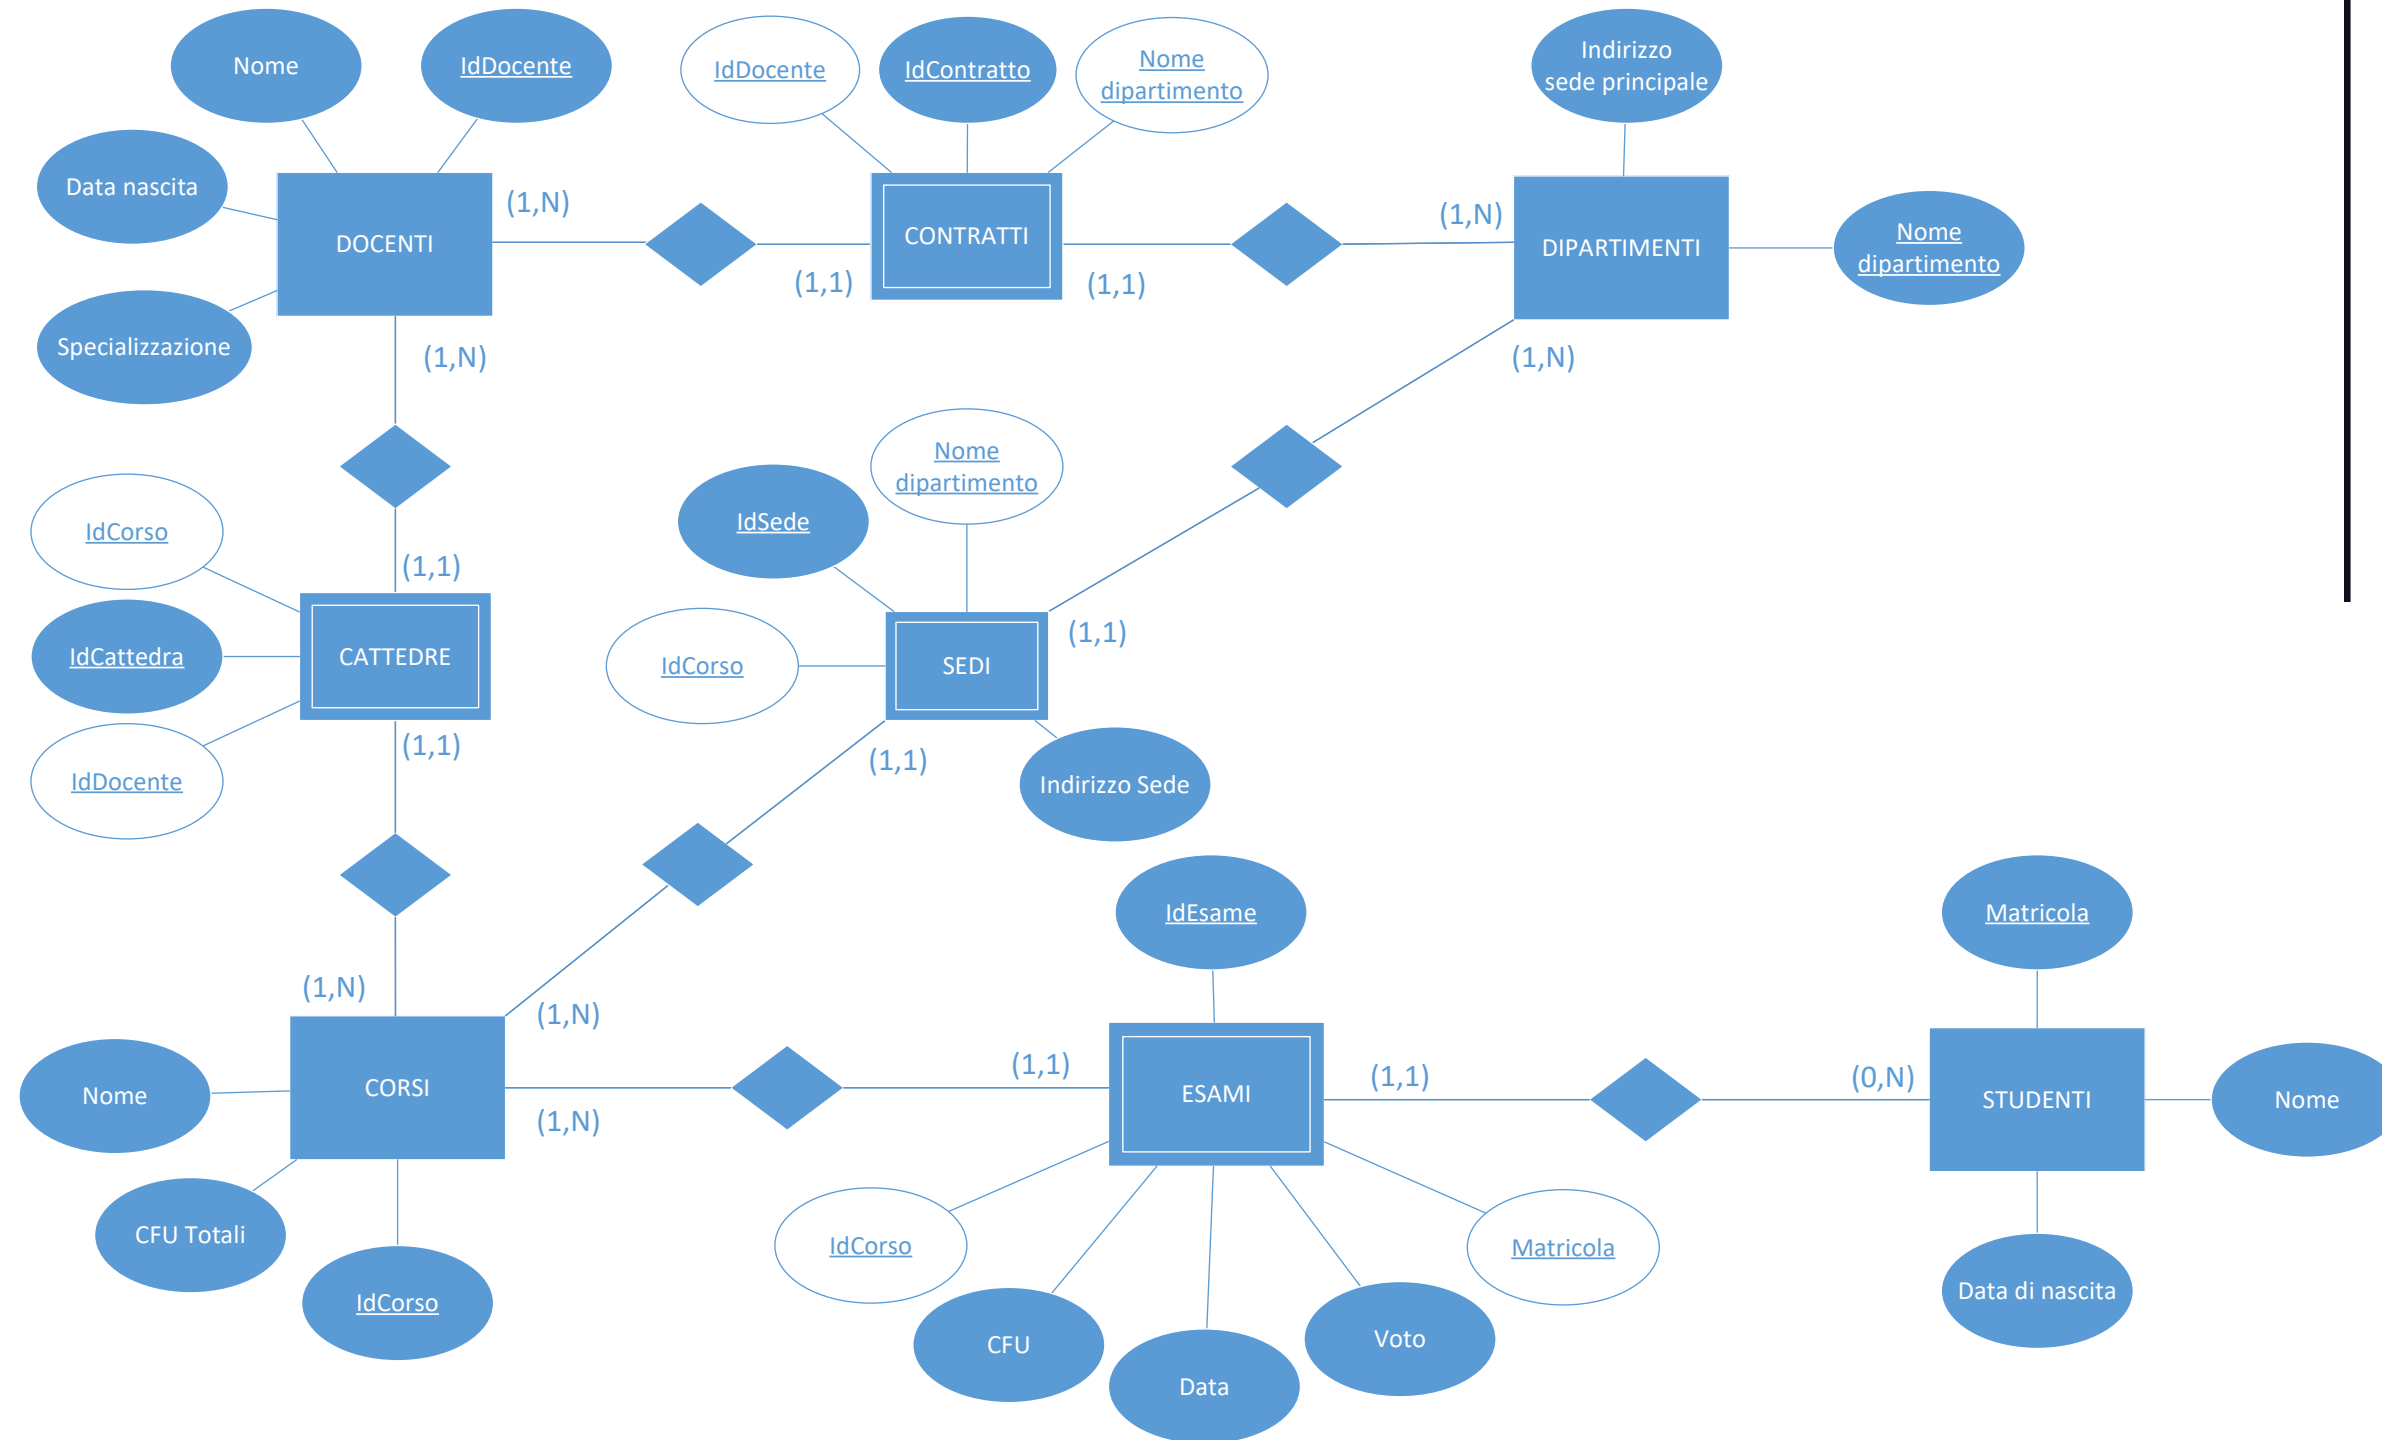 Nome
IdDocente
IdDocente
IdContratto
Nome
dipartimento
Indirizzo
sede principale
Data nascita
(1,N)
DOCENTI
CONTRATTI
(1,N)
DIPARTIMENTI
Nome
dipartimento
(1,1)
(1,1)
Specializzazione
(1,N)
(1,N)
Nome
dipartimento
IdSede
IdCorso
(1,1)
CATTEDRE
IdCattedra
IdCorso
SEDI
(1,1)
(1,1)
(1,1)
IdDocente
Indirizzo Sede
IdEsame
Matricola
(1,N)
(1,N)
Nome
CORSI
(1,1)
ESAMI
(1,1)
(0,N)
STUDENTI
Nome
(1,N)
CFU Totali
IdCorso
IdCorso
Matricola
Data di nascita
CFU
Data
Voto